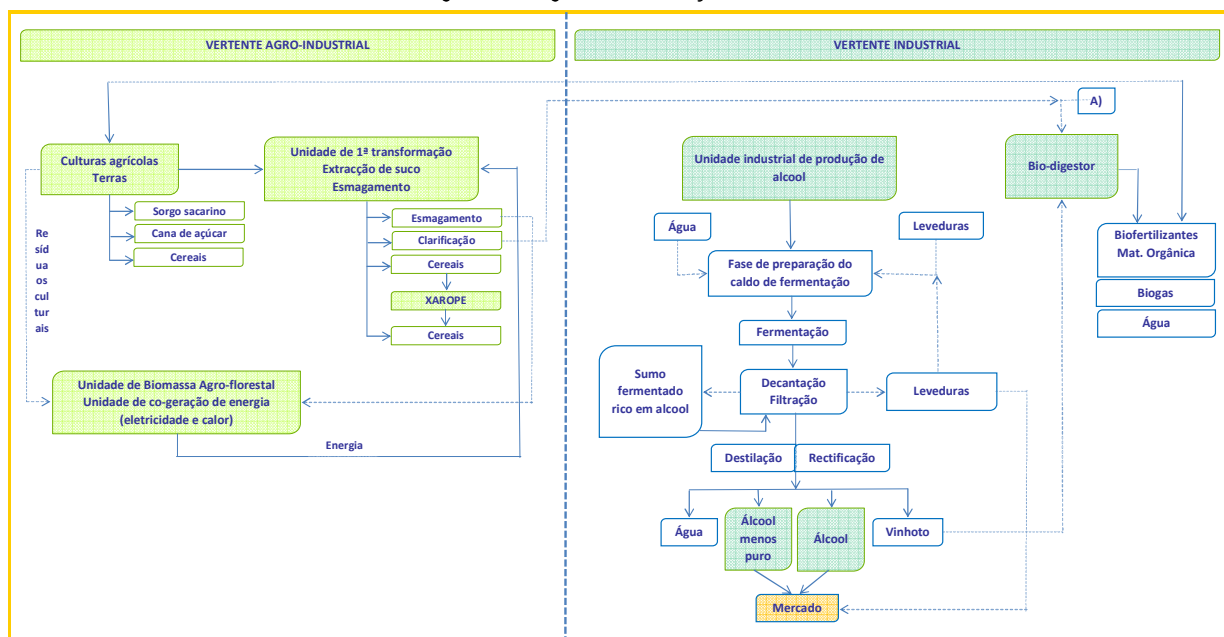 VERTENTE AGRO-INDUSTRIAL
VERTENTE INDUSTRIAL
A)
Culturas agrícolas
Terras
Unidade de 1ª transformação
Extracção de suco
Esmagamento
Unidade industrial de produção de
alcool
Bio-digestor
Sorgo sacarino
Cana de açúcar
Cereais
Re
síd
ua
os
cul
tur
ais
Esmagamento
Clarificação
Cereais
XAROPE
Cereais
Água
Leveduras
Biofertilizantes
Mat. Orgânica
Biogas
Água
Fase de preparação do
caldo de fermentação
Fermentação
Sumo
fermentado
rico em alcool
Decantação
Filtração
Leveduras
Unidade de Biomassa Agro-florestal
Unidade de co-geração de energia
(eletricidade e calor)
Energia
Destilação
Rectificação
Água
Álcool
menos
puro
Álcool
Vinhoto
Mercado